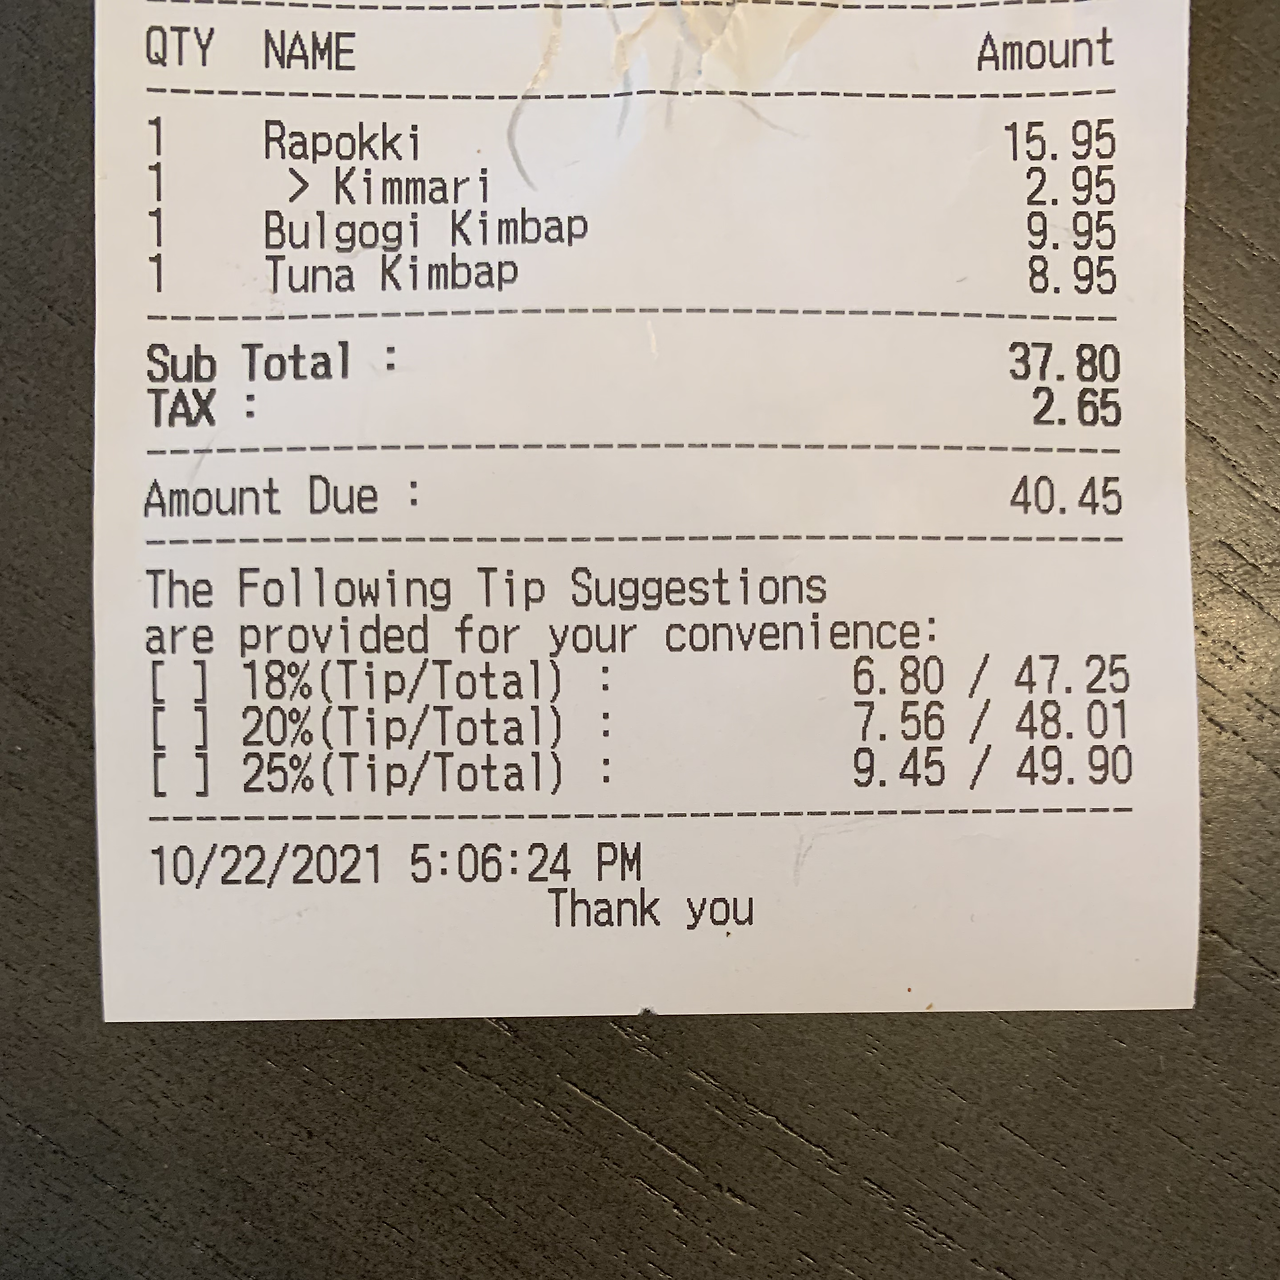 QTY NAME Amount
1 Rapokki 15.95
1 > Kimmari 2.95
1 Bulgogi Kimbap 9.95
1 Tuna Kimbap 8.95
Sub Total : 37.80
TAX : 2.65
Amount Due : 40.45
The Following Tip Suggestions
are provided for your convenience:
[ ] 18%(Tip/Total) : 6.80 / 47.25
[ ] 20%(Tip/Total) : 7.56 / 48.01
[ ] 25%(Tip/Total) : 9.45 / 49.90
10/22/2021 5:06:24 PM
Thank you